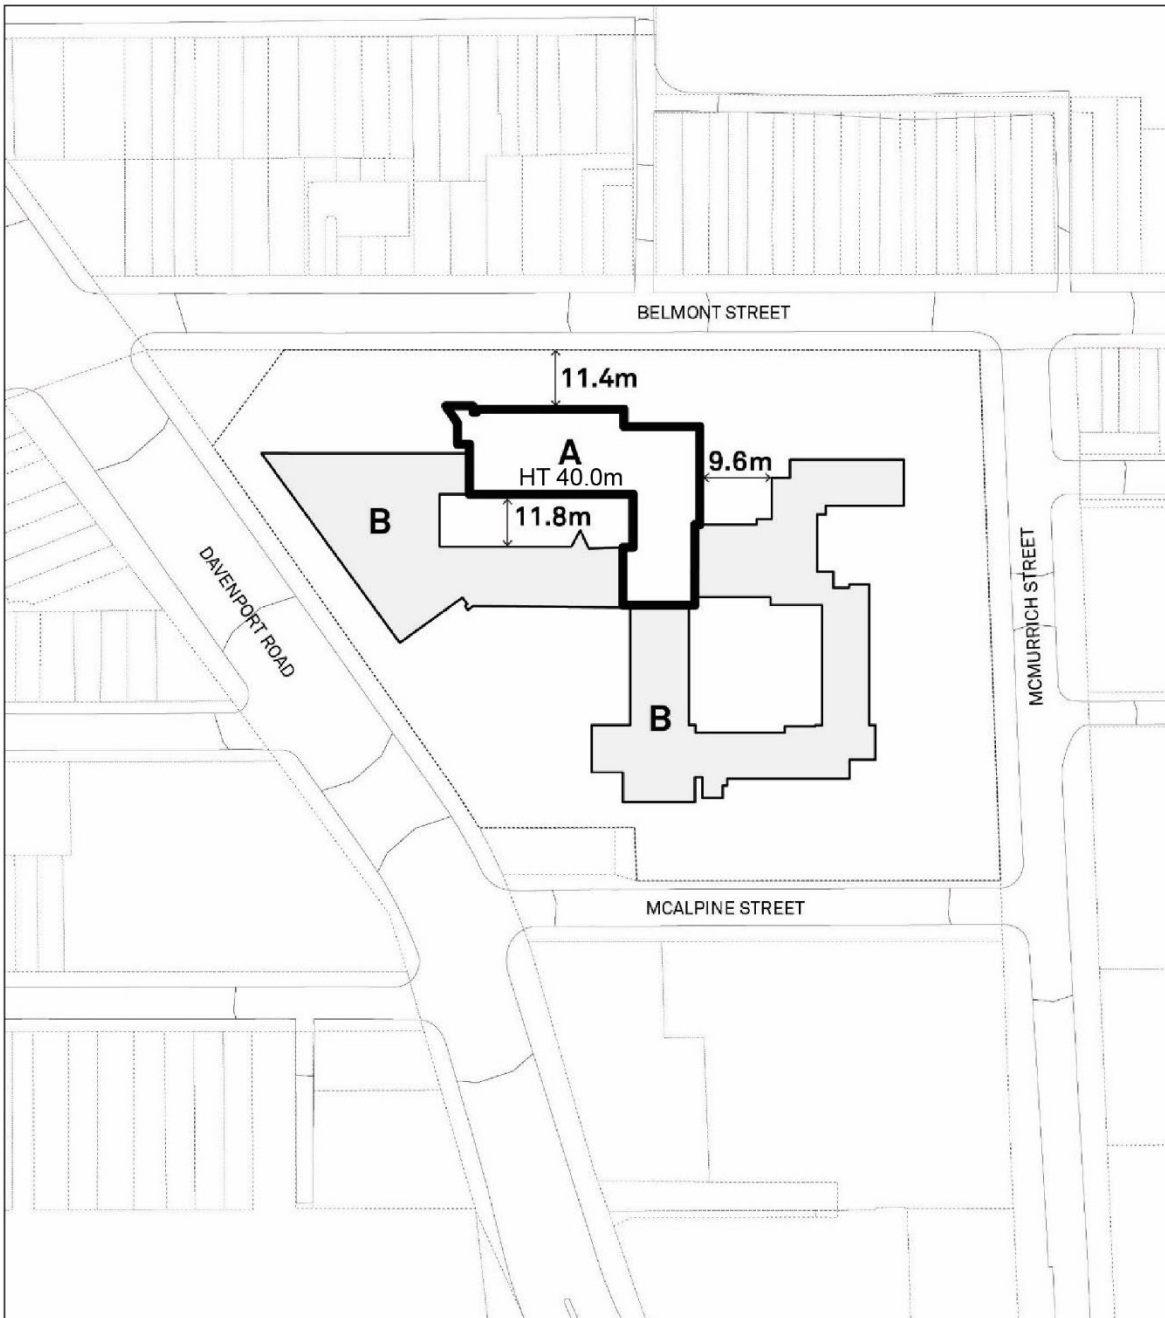 BELMONT STREET
11.4m
A
HT 40.0m
9.6m
B
11.8m
DAVENPORT ROAD
MCMURRICH STREET
B
MCALPINE STREET